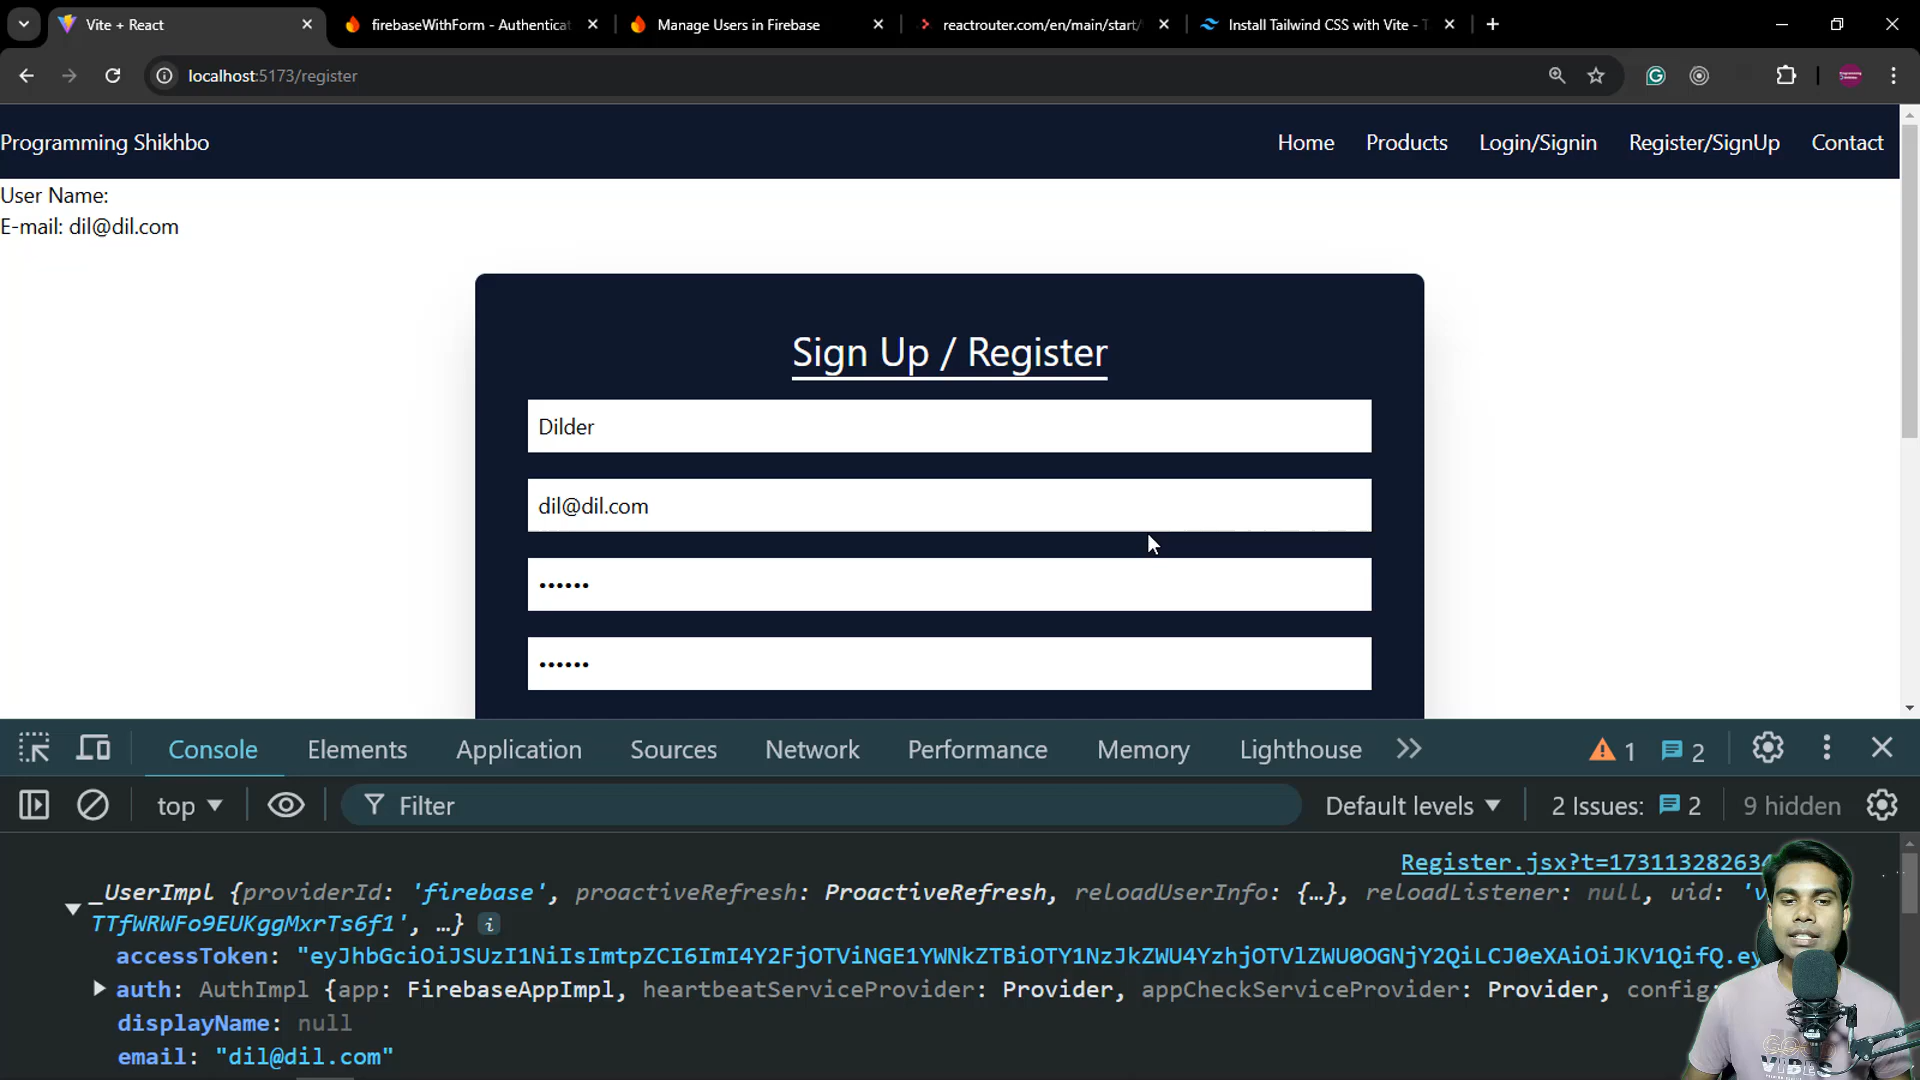 Vite + React
firebaseWithForm - Authenticat
Manage Users in Firebase
reactrouter.com/en/main/start/
Install Tailwind CSS with Vite - T
localhost:5173/register
Programming Shikhbo
Home Products Login/Signin Register/SignUp Contact
User Name:
E-mail: dil@dil.com
Sign Up / Register
Dilder
dil@dil.com
••••••
••••••
Console Elements Application Sources Network Performance Memory Lighthouse 1 2
top Filter Default levels 2 Issues: 2 9 hidden
Register.jsx?t=173113282634
_UserImpl {providerId: 'firebase', proactiveRefresh: ProactiveRefresh, reloadUserInfo: {…}, reloadListener: null, uid: 'v
TTfWRWFo9EUKggMxrTs6f1', …}
accessToken: "eyJhbGciOiJSUzI1NiIsImtpZCI6ImI4Y2FjOTViNGE1YWNkZTBiOTY1NzJkZWU4YzhjOTVlZWU0OGNjY2QiLCJ0eXAiOiJKV1QifQ.ey
auth: AuthImpl {app: FirebaseAppImpl, heartbeatServiceProvider: Provider, appCheckServiceProvider: Provider, config:
displayName: null
email: "dil@dil.com"